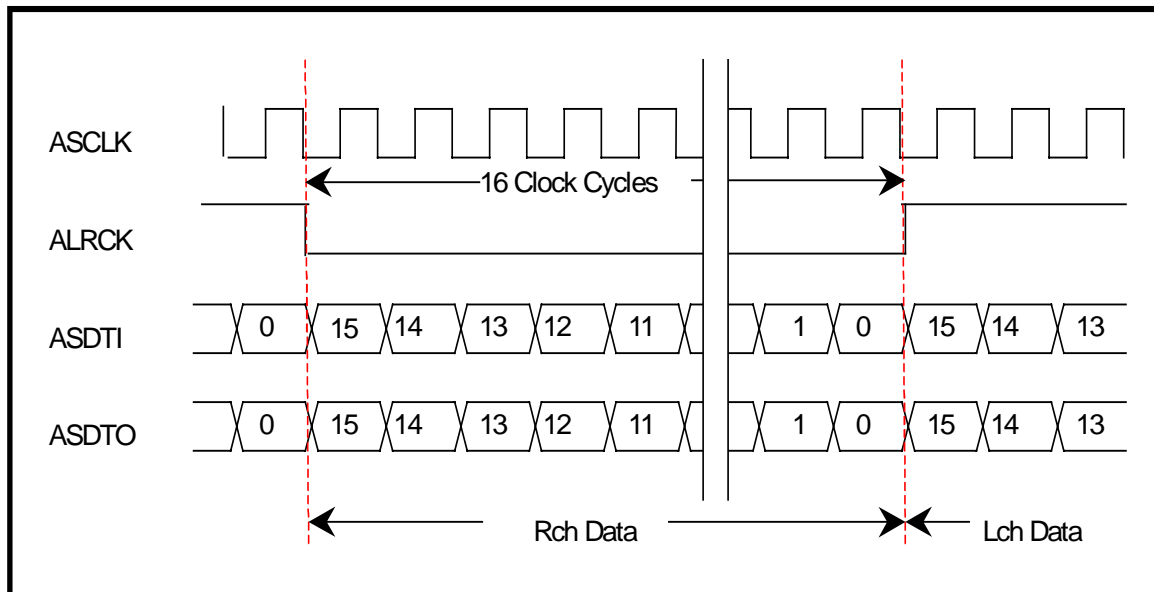 ASCLK
16 Clock Cycles
ALRCK
ASDTI 0 15 14 13 12 11 1 0 15 14 13
ASDTO 0 15 14 13 12 11 1 0 15 14 13
Rch Data Lch Data